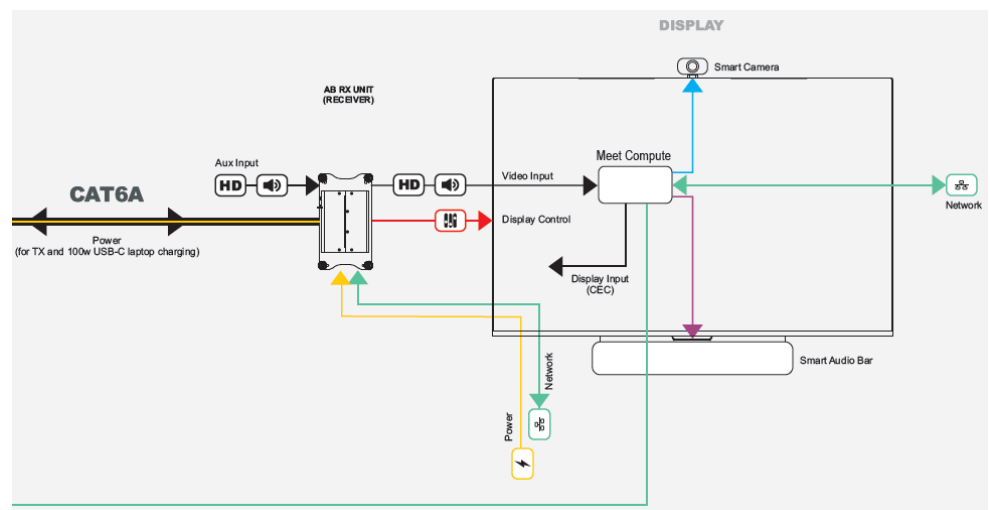 DISPLAY
Smart Camera
AB RX UNIT
(RECEIVER)
Meet Compute
Aux Input
HD
HD
Video Input
CAT6A
Network
Display Control
Power
(for TX and 100w USB-C laptop charging)
Display Input
(CEC)
Smart Audio Bar
Network
Power